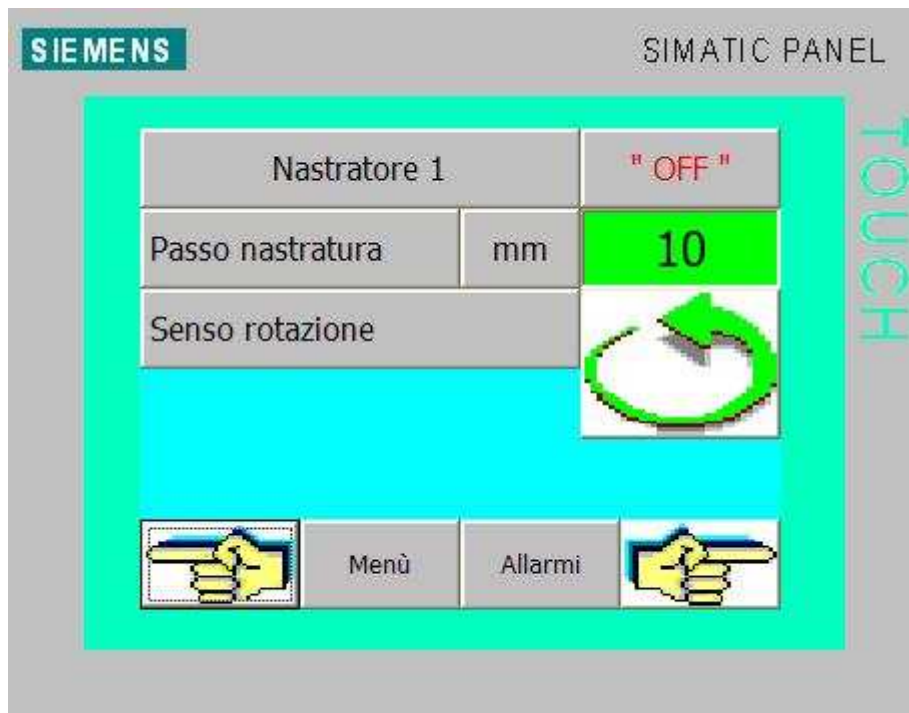 SIEMENS
SIMATIC PANEL
TOUCH
Nastratore 1
" OFF "
Passo nastratura
mm
10
Senso rotazione
Menù
Allarmi